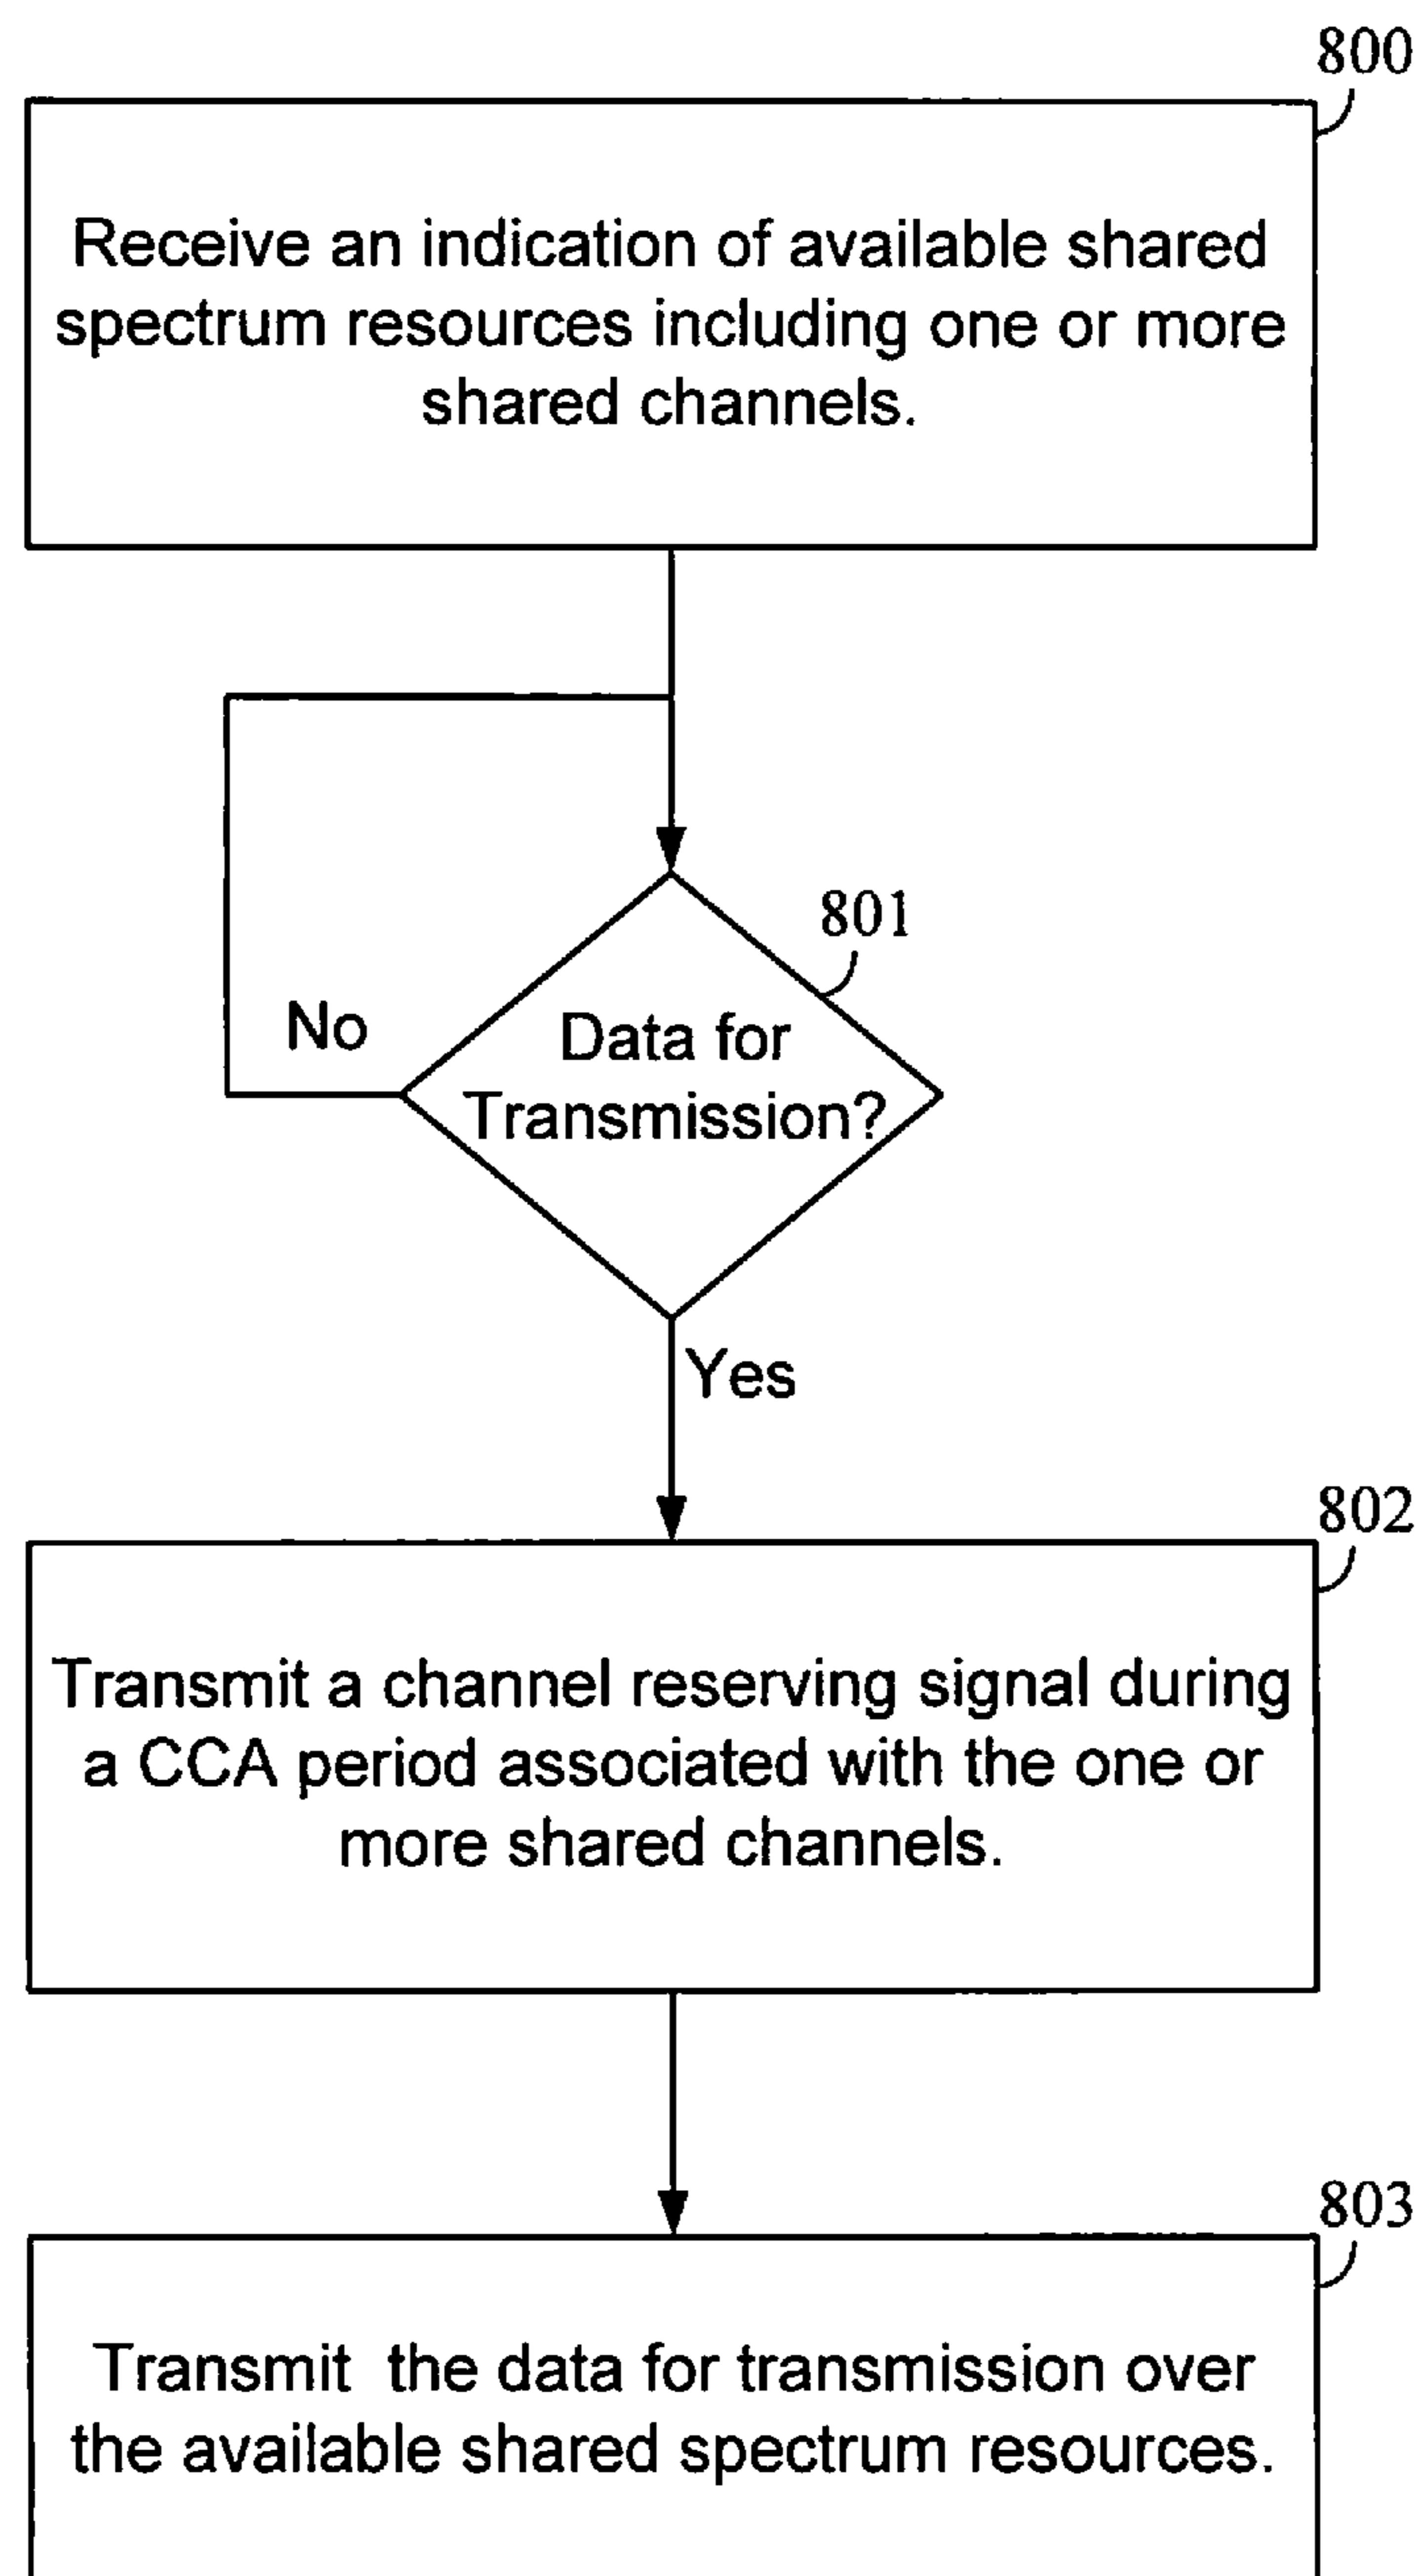 800
Receive an indication of available shared
spectrum resources including one or more
shared channels.
801
No
Data for
Transmission?
Yes
802
Transmit a channel reserving signal during
a CCA period associated with the one or
more shared channels.
803
Transmit the data for transmission over
the available shared spectrum resources.